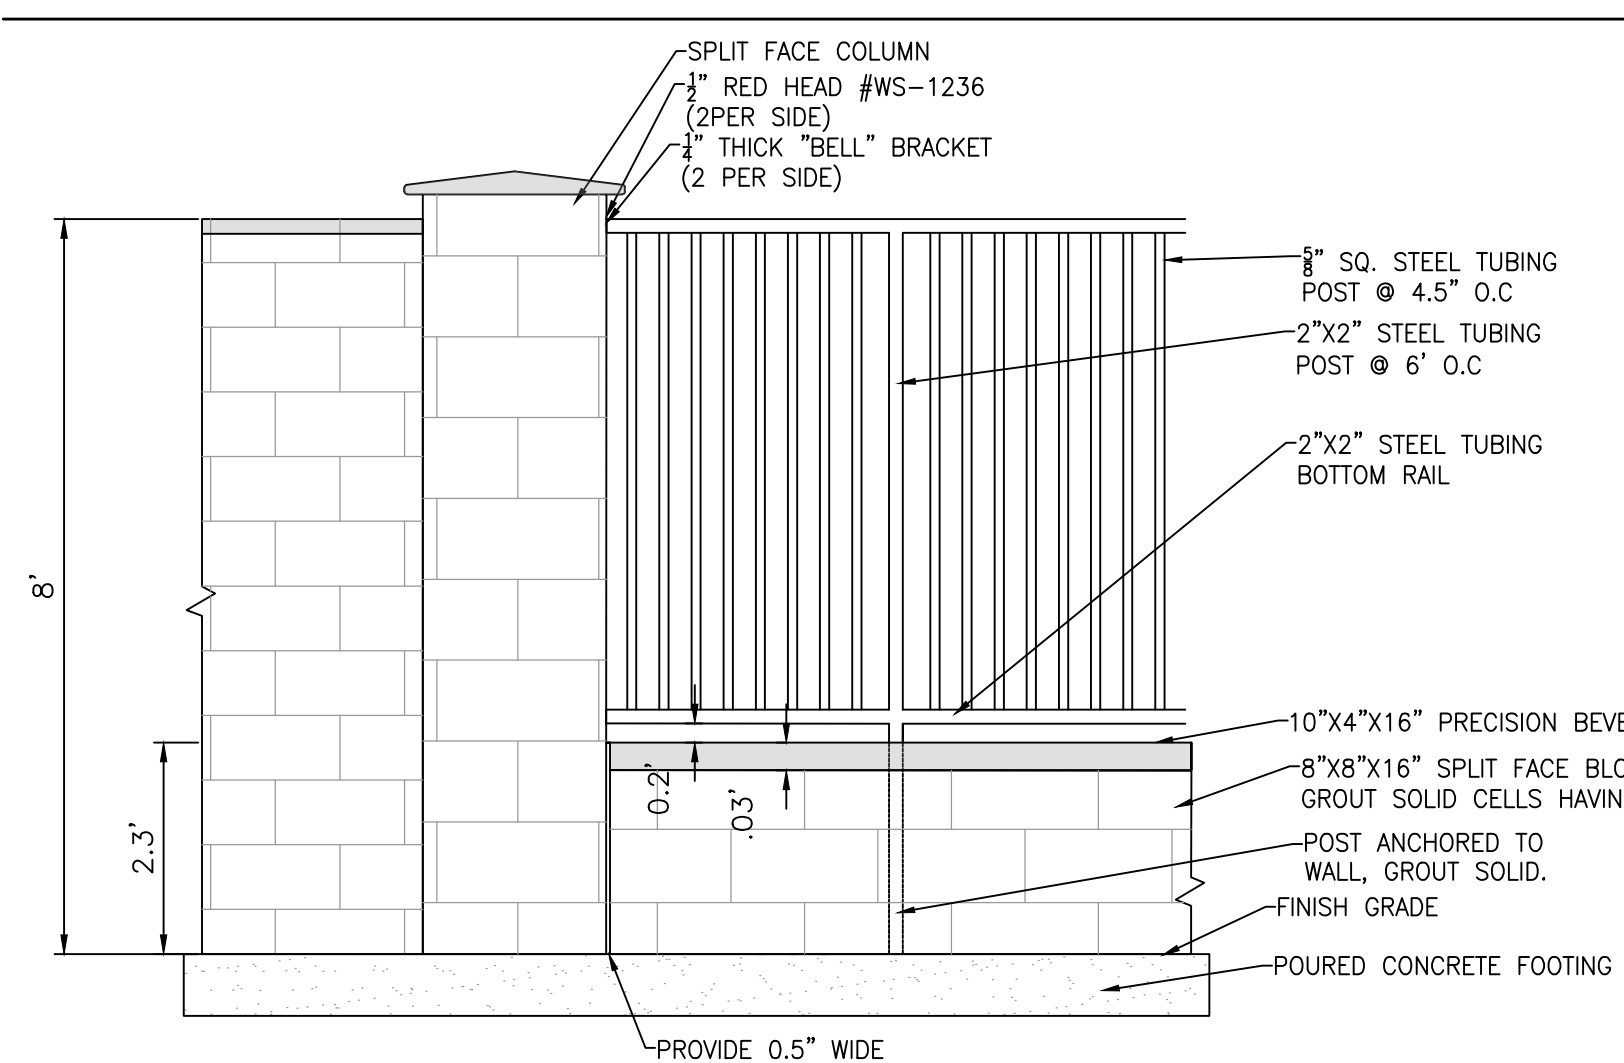 SPLIT FACE COLUMN
½" RED HEAD #WS-1236
(2PER SIDE)
¼" THICK "BELL" BRACKET
(2 PER SIDE)
⅝" SQ. STEEL TUBING
POST @ 4.5" O.C
2"X2" STEEL TUBING
POST @ 6' O.C
2"X2" STEEL TUBING
BOTTOM RAIL
8'
2.3'
0.2'
.03'
10"X4"X16" PRECISION BEVE
8"X8"X16" SPLIT FACE BLO
GROUT SOLID CELLS HAVIN
POST ANCHORED TO
WALL, GROUT SOLID.
FINISH GRADE
POURED CONCRETE FOOTING
PROVIDE 0.5" WIDE